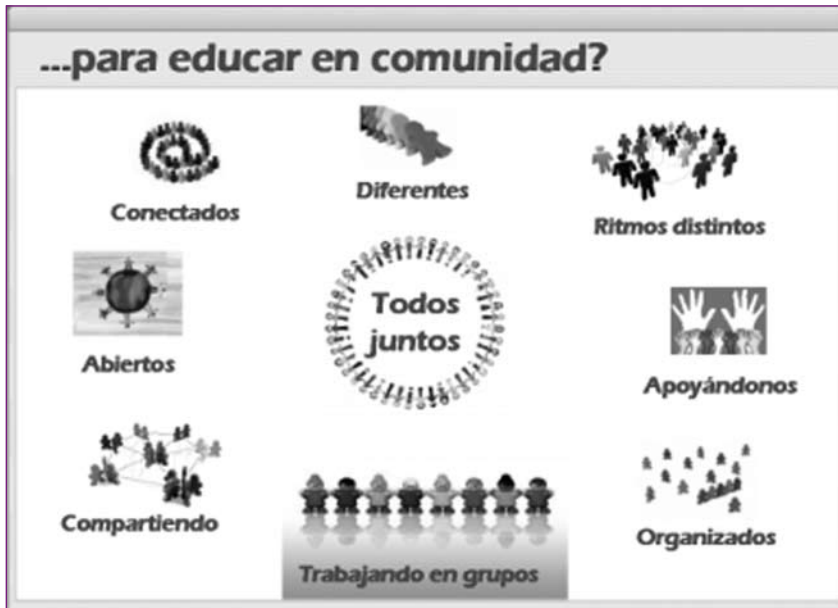 ...para educar en comunidad?
Conectados
Diferentes
Ritmos distintos
Abiertos
Todos
juntos
Apoyándonos
Compartiendo
Trabajando en grupos
Organizados